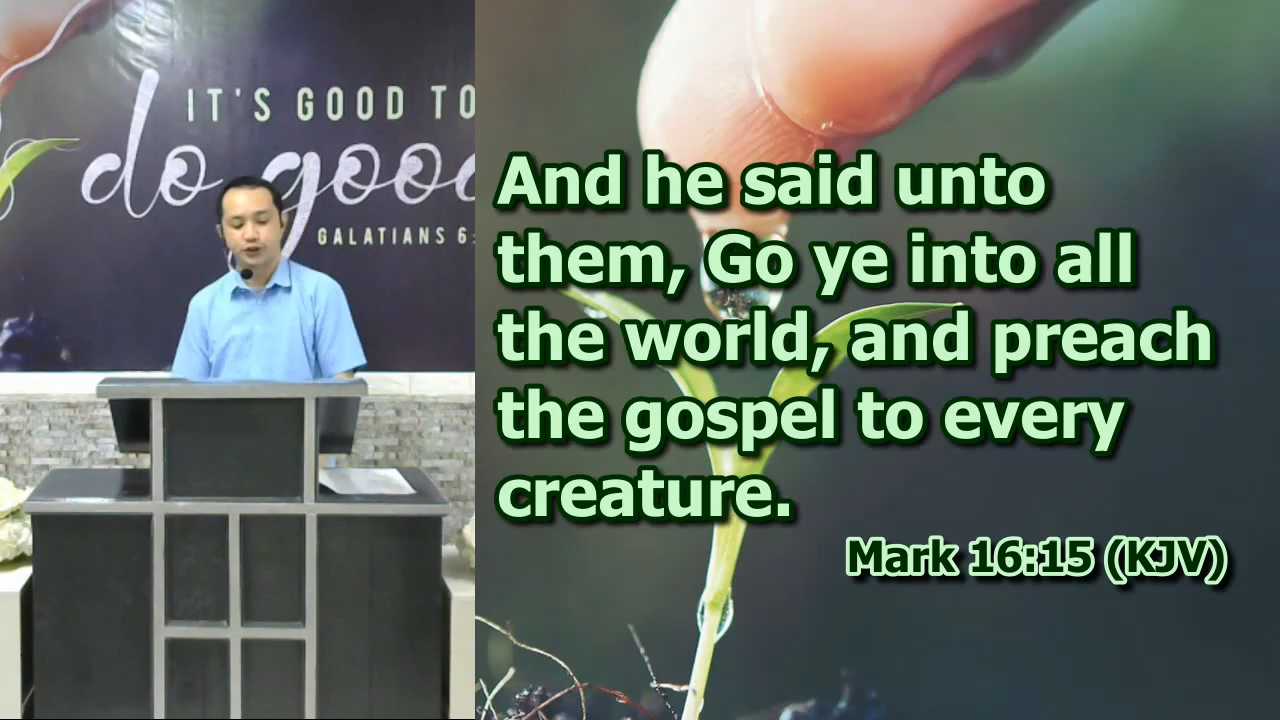 IT'S GOOD TO
do good
GALATIANS 6:
And he said unto
them, Go ye into all
the world, and preach
the gospel to every
creature.
Mark 16:15 (KJV)